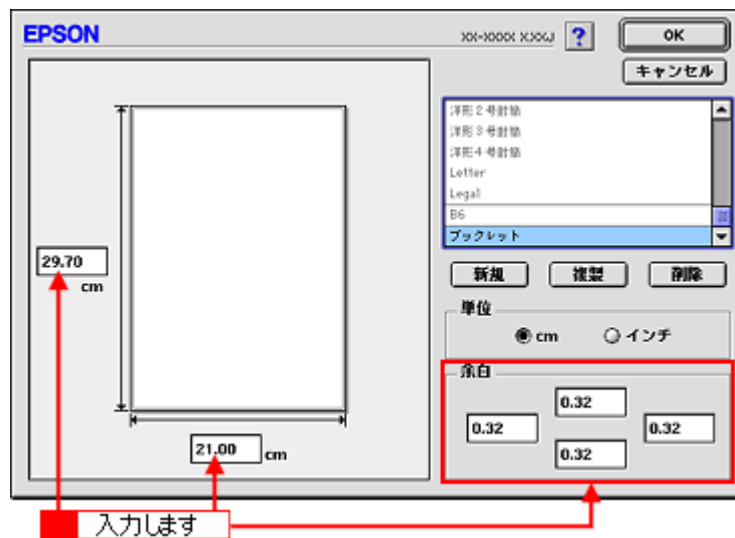 EPSON
XX-XXXX XXXX ?
OK
キャンセル
洋形2号封筒
洋形3号封筒
洋形4号封筒
Letter
Legal
B6
ブックレット
新規 複製 削除
29.70
cm
単位
cm インチ
余白
0.32
0.32 0.32
0.32
21.00 cm
入力します